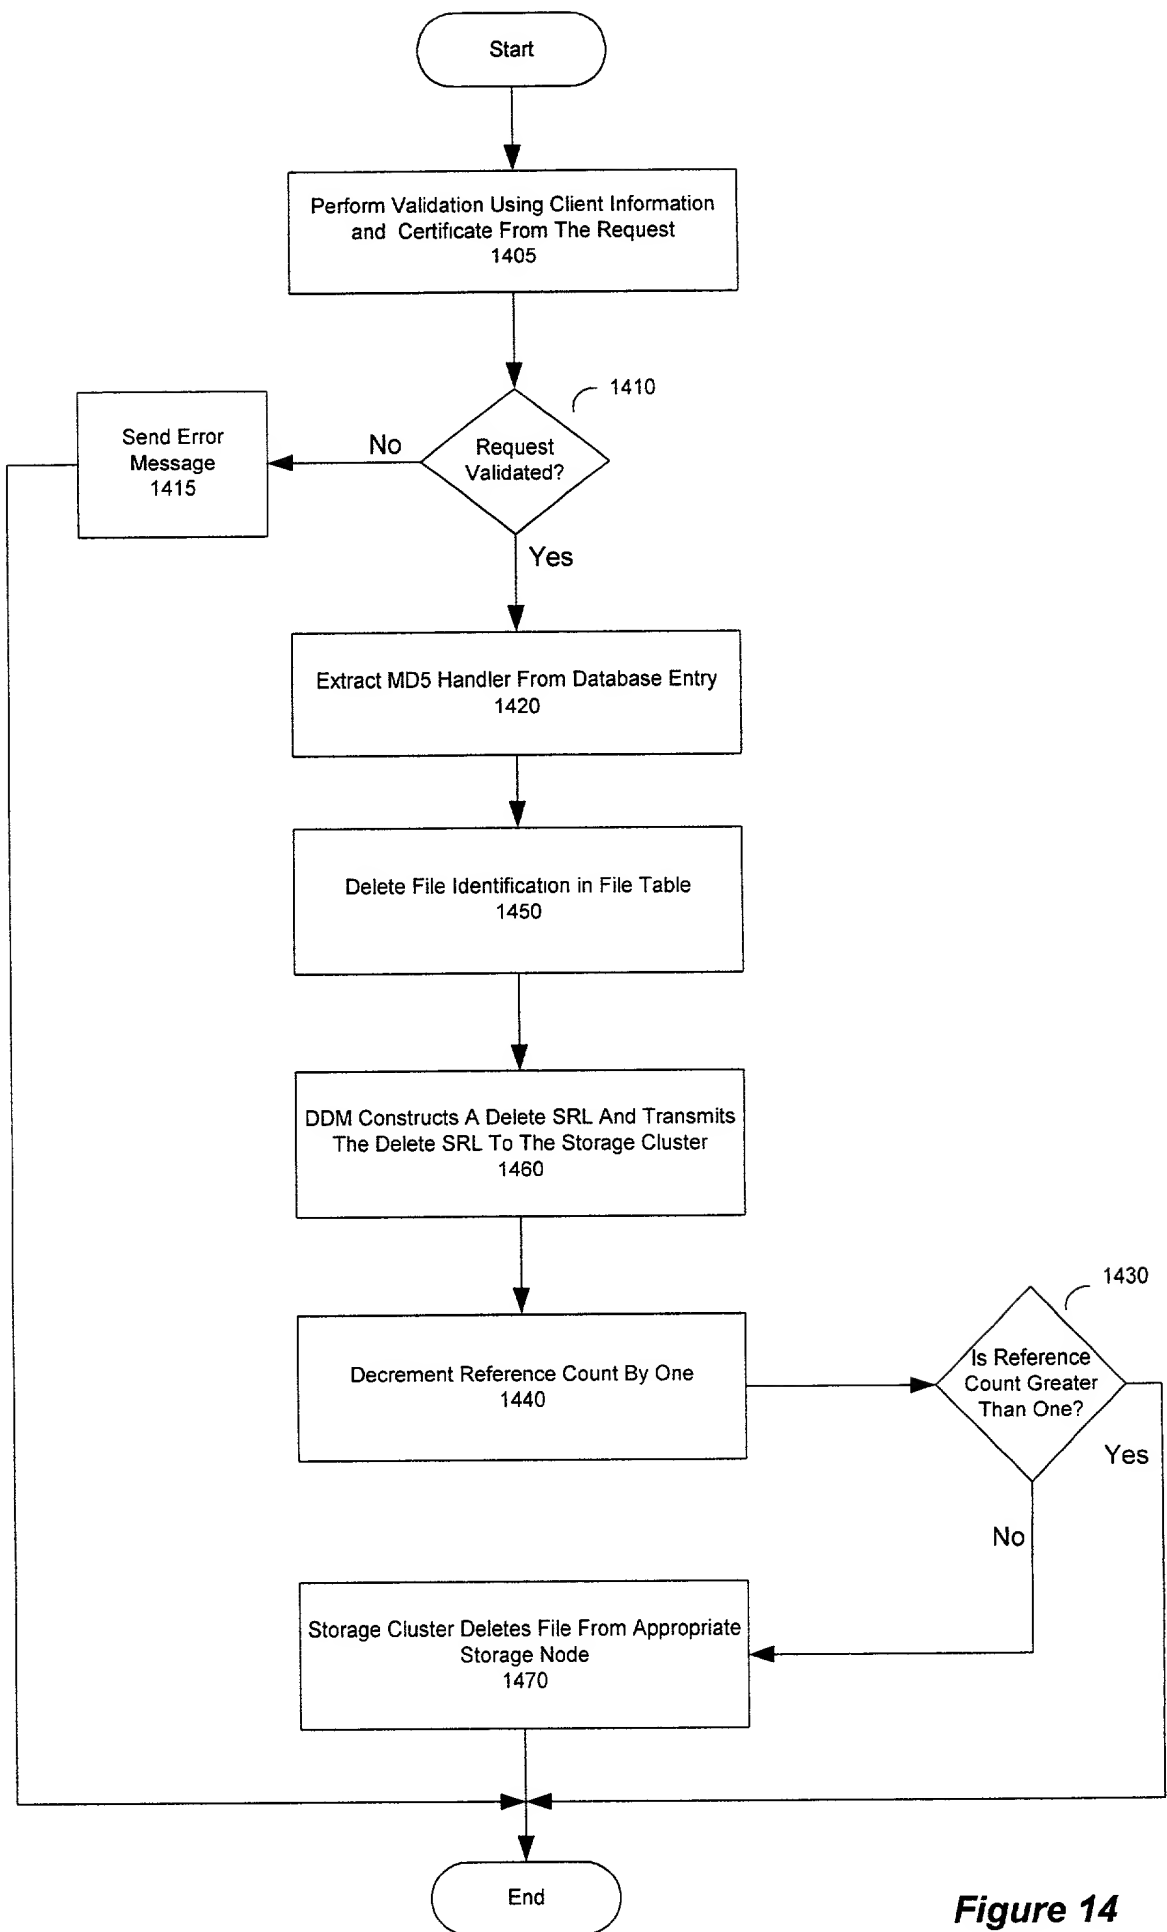 Start
Perform Validation Using Client Information
and Certificate From The Request
1405
1410
Request
Validated?
No
Send Error
Message
1415
Yes
Extract MD5 Handler From Database Entry
1420
Delete File Identification in File Table
1450
DDM Constructs A Delete SRL And Transmits
The Delete SRL To The Storage Cluster
1460
Decrement Reference Count By One
1440
1430
Is Reference
Count Greater
Than One?
Yes
No
Storage Cluster Deletes File From Appropriate
Storage Node
1470
End
Figure 14